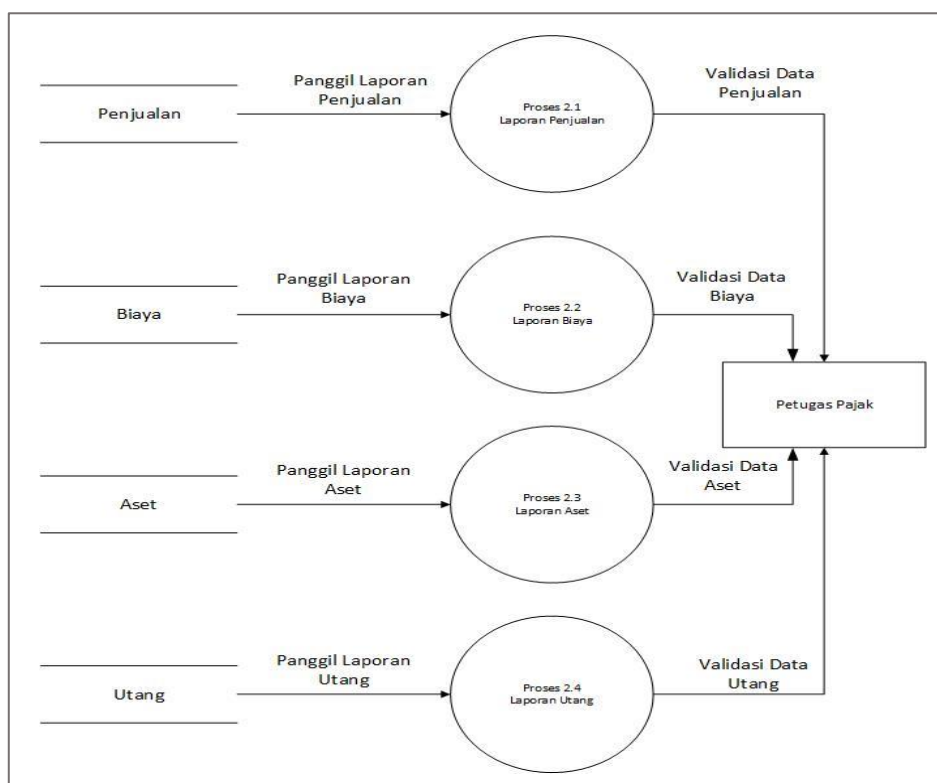 Penjualan
Panggil Laporan
Penjualan
Proses 2.1
Laporan Penjualan
Validasi Data
Penjualan
Biaya
Panggil Laporan
Biaya
Proses 2.2
Laporan Biaya
Validasi Data
Biaya
Petugas Pajak
Aset
Panggil Laporan
Aset
Proses 2.3
Laporan Aset
Validasi Data
Aset
Utang
Panggil Laporan
Utang
Proses 2.4
Laporan Utang
Validasi Data
Utang